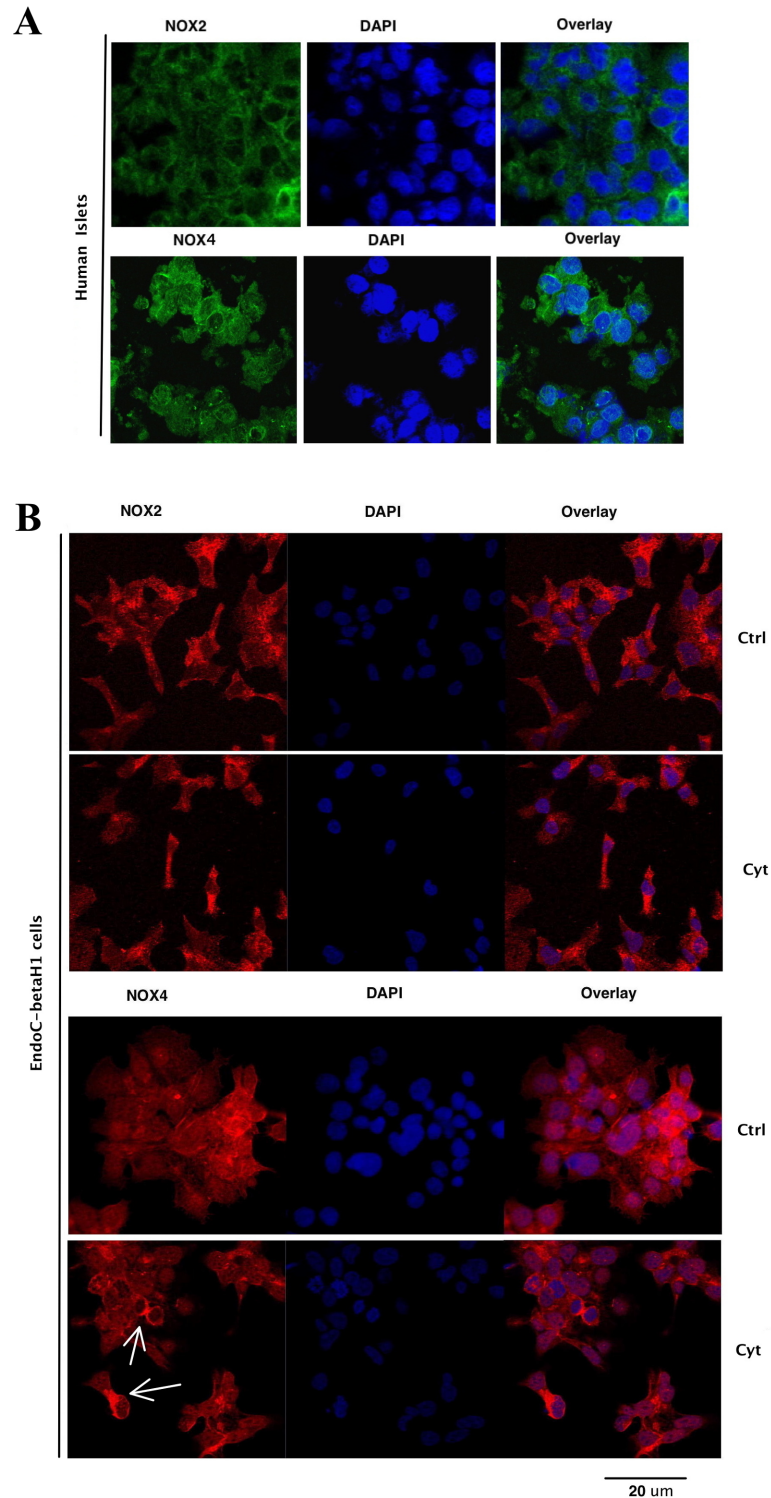 A
NOX2 DAPI Overlay
NOX4 DAPI Overlay
Human Islets
B
NOX2 DAPI Overlay
Ctrl
Cyt
EndoC-betaH1 cells
NOX4 DAPI Overlay
Ctrl
Cyt
20 um